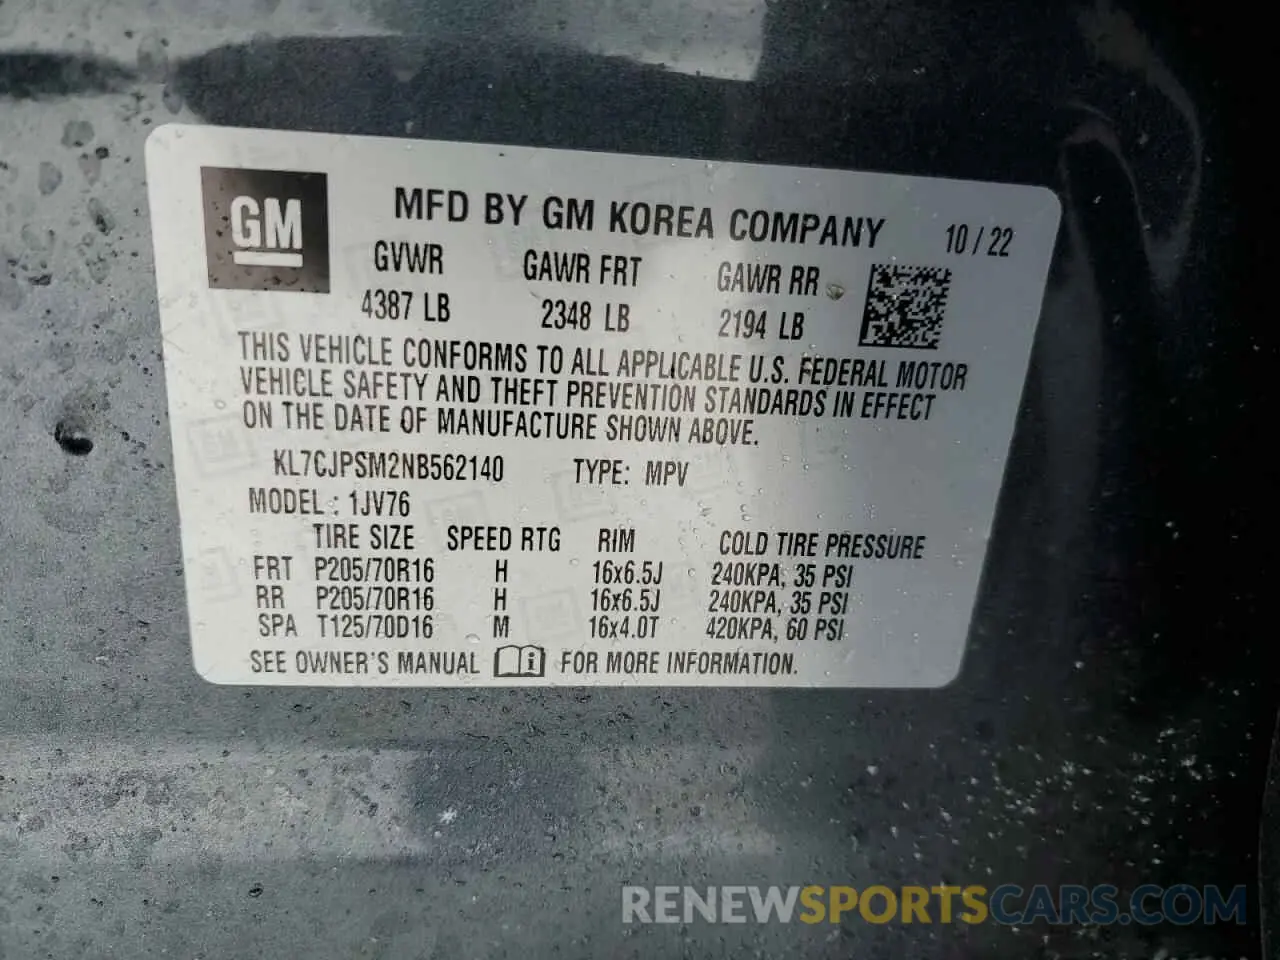 GM
MFD BY GM KOREA COMPANY 10/22
GVWR GAWR FRT GAWR RR
4387 LB 2348 LB 2194 LB
THIS VEHICLE CONFORMS TO ALL APPLICABLE U.S. FEDERAL MOTOR
VEHICLE SAFETY AND THEFT PREVENTION STANDARDS IN EFFECT
ON THE DATE OF MANUFACTURE SHOWN ABOVE.
KL7CJPSM2NB562140 TYPE: MPV
MODEL: 1JV76
TIRE SIZE SPEED RTG RIM COLD TIRE PRESSURE
FRT P205/70R16 H 16x6.5J 240KPA, 35 PSI
RR P205/70R16 H 16x6.5J 240KPA, 35 PSI
SPA T125/70D16 M 16x4.0T 420KPA, 60 PSI
SEE OWNER'S MANUAL i FOR MORE INFORMATION.
RENEWSPORTSCARS.COM